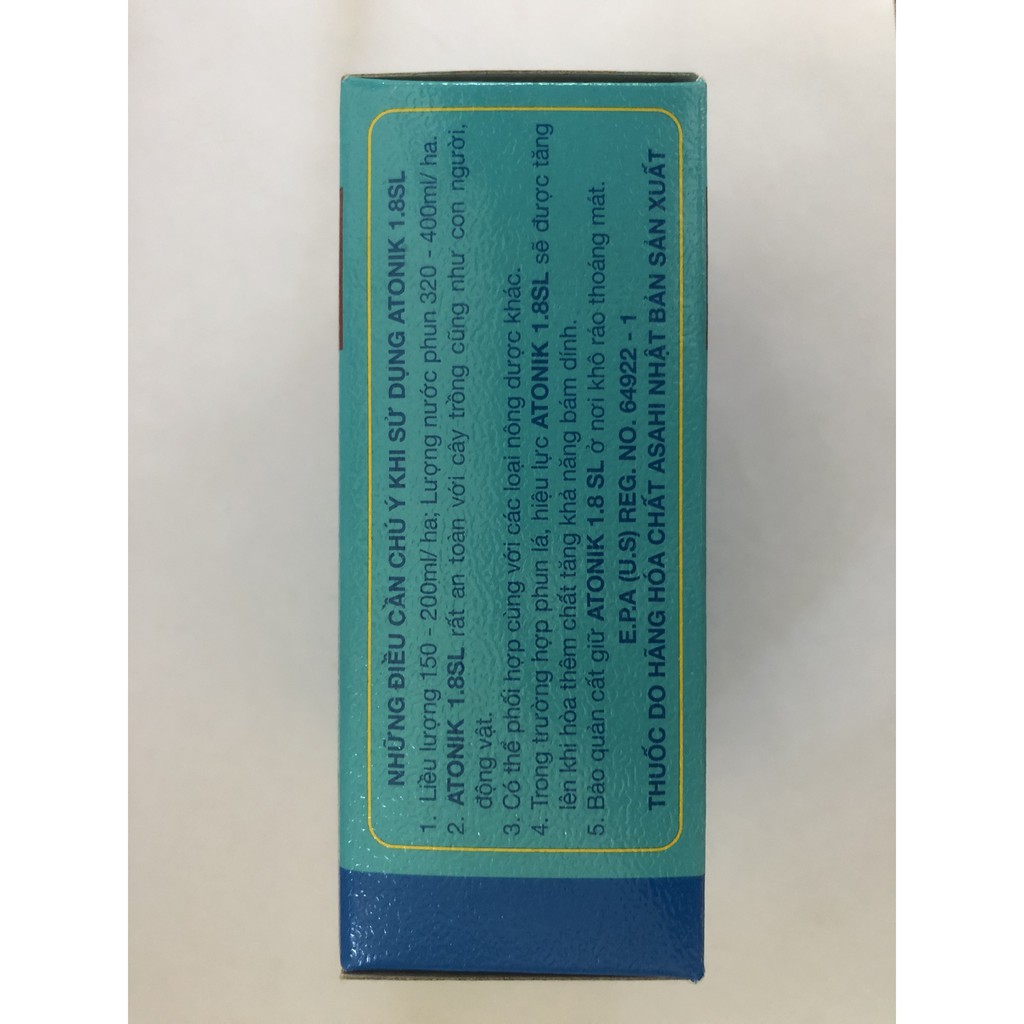 NHỮNG ĐIỀU CẦN CHÚ Ý KHI SỬ DỤNG ATONIK 1.8SL
1. Liều lượng 150 - 200ml/ ha; Lượng nước phun 320 - 400ml/ ha.
2. ATONIK 1.8SL rất an toàn với cây trồng cũng như con người,
động vật.
3. Có thể phối hợp cùng với các loại nông dược khác.
4. Trong trường hợp phun lá, hiệu lực ATONIK 1.8SL sẽ được tăng
lên khi hòa thêm chất tăng khả năng bám dính.
5. Bảo quản cất giữ ATONIK 1.8 SL ở nơi khô ráo thoáng mát.
E.P.A (U.S) REG. NO. 64922 - 1
THUỐC DO HÃNG HÓA CHẤT ASAHI NHẬT BẢN SẢN XUẤT